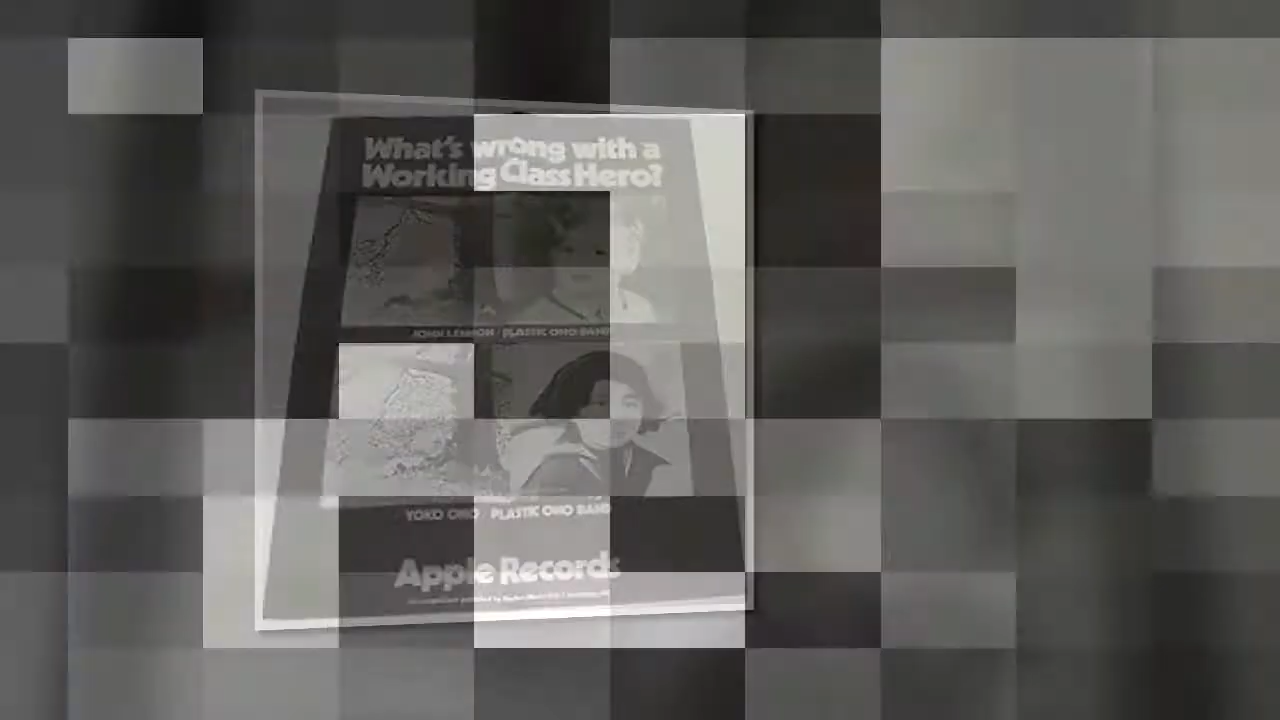 What's wrong with a
Working Class Hero?
JOHN LENNON / PLASTIC ONO BAND
YOKO ONO / PLASTIC ONO BAND
Apple Records